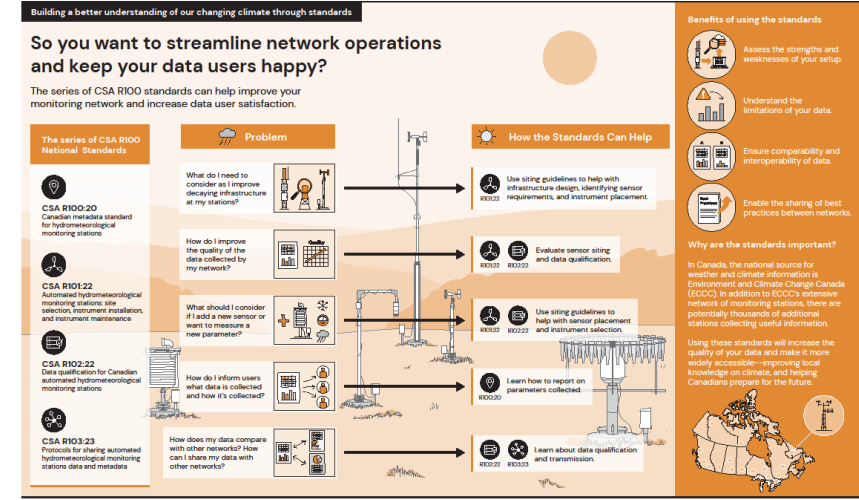 Building a better understanding of our changing climate through standards
So you want to streamline network operations
and keep your data users happy?
The series of CSA R100 standards can help improve your
monitoring network and increase data user satisfaction.
The series of CSA R100
National Standards
CSA R100:20
Canadian metadata standard
for hydrometeorological
monitoring stations
CSA R101:22
Automated hydrometeorological
monitoring stations: site
selection, instrument installation,
and instrument maintenance
CSA R102:22
Data qualification for Canadian
automated hydrometeorological
monitoring stations
CSA R103:23
Protocols for sharing automated
hydrometeorological monitoring
stations data and metadata
Problem
What do I need to
consider as I improve
decaying infrastructure
at my stations?
How do I improve
the quality of the
data collected by
my network?
Quality
What should I consider
if I add a new sensor or
want to measure a
new parameter?
How do I inform users
what data is collected
and how it's collected?
How does my data compare
with other networks? How
can I share my data with
other networks?
How the Standards Can Help
Use siting guidelines to help with
infrastructure design, identifying sensor
requirements, and instrument placement.
R101:22
Evaluate sensor siting
and data qualification.
R101:22 R102:22
Use siting guidelines to
help with sensor placement
and instrument selection.
R101:22 R102:22
Learn how to report on
parameters collected.
R100:20
Learn about data qualification
and transmission.
R102:22 R103:23
Benefits of using the standards
Assess the strengths and
weaknesses of your setup.
Understand the
limitations of your data.
A B
Ensure comparability and
interoperability of data.
Best
Practices
Enable the sharing of best
practices between networks.
Why are the standards important?
In Canada, the national source for
weather and climate information is
Environment and Climate Change Canada
(ECCC). In addition to ECCC's extensive
network of monitoring stations, there are
potentially thousands of additional
stations collecting useful information.
Using these standards will increase the
quality of your data and make it more
widely accessible—improving local
knowledge on climate, and helping
Canadians prepare for the future.